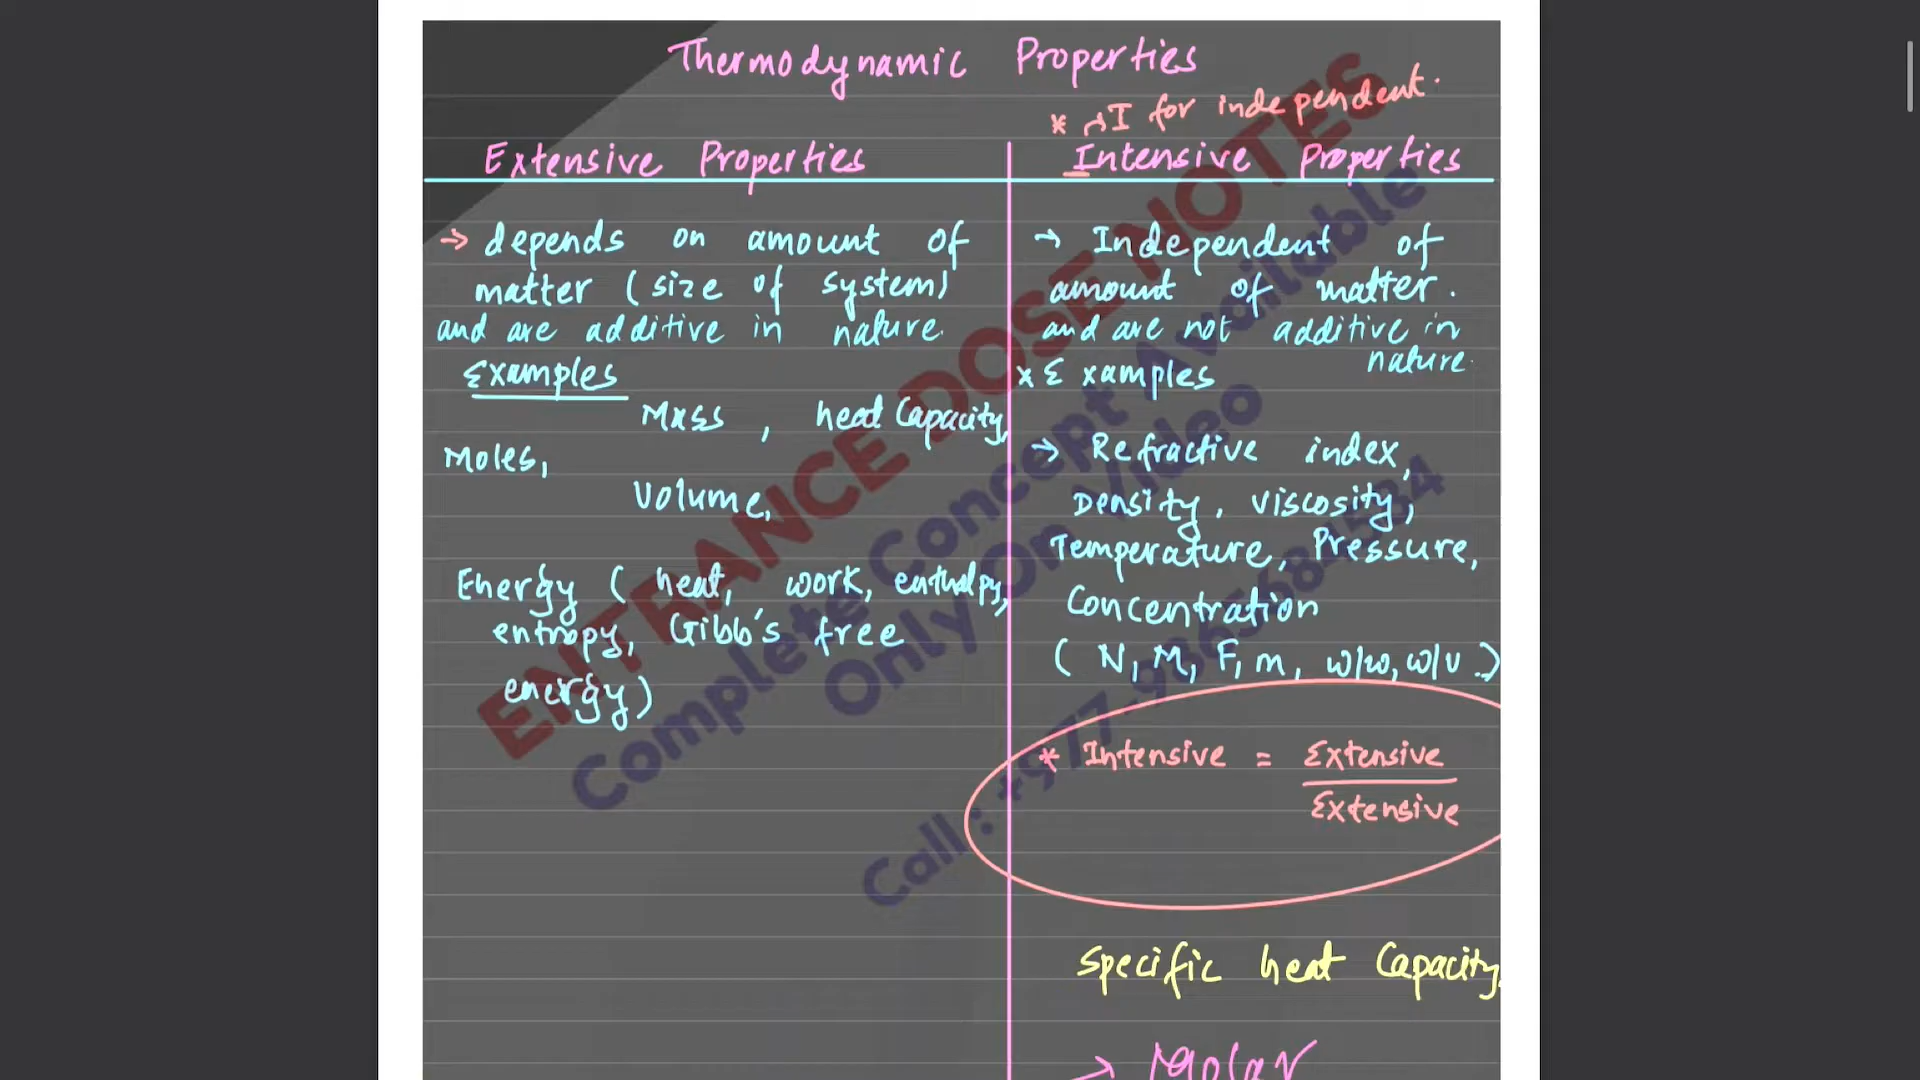 Thermodynamic Properties
* → I for independent.
Extensive Properties
Intensive Properties
→ depends on amount of
matter (size of system)
and are additive in nature.
Examples
Mass, heat Capacity,
Moles,
Volume,
Energy ( heat, work, enthalpy,
entropy, Gibb's free
energy)
→ Independent of
amount of matter.
and are not additive in
nature.
x Examples
→ Refractive index,
Density, Viscosity,
Temperature, Pressure,
Concentration
( N, M, F, m, w/w, w/v .)
* Intensive = Extensive
Extensive
Specific heat Capacity,
→ Molar
ENTRANCE DOSE NOTES
Complete Concept Available
Only On Video
Call : +977-9865684534